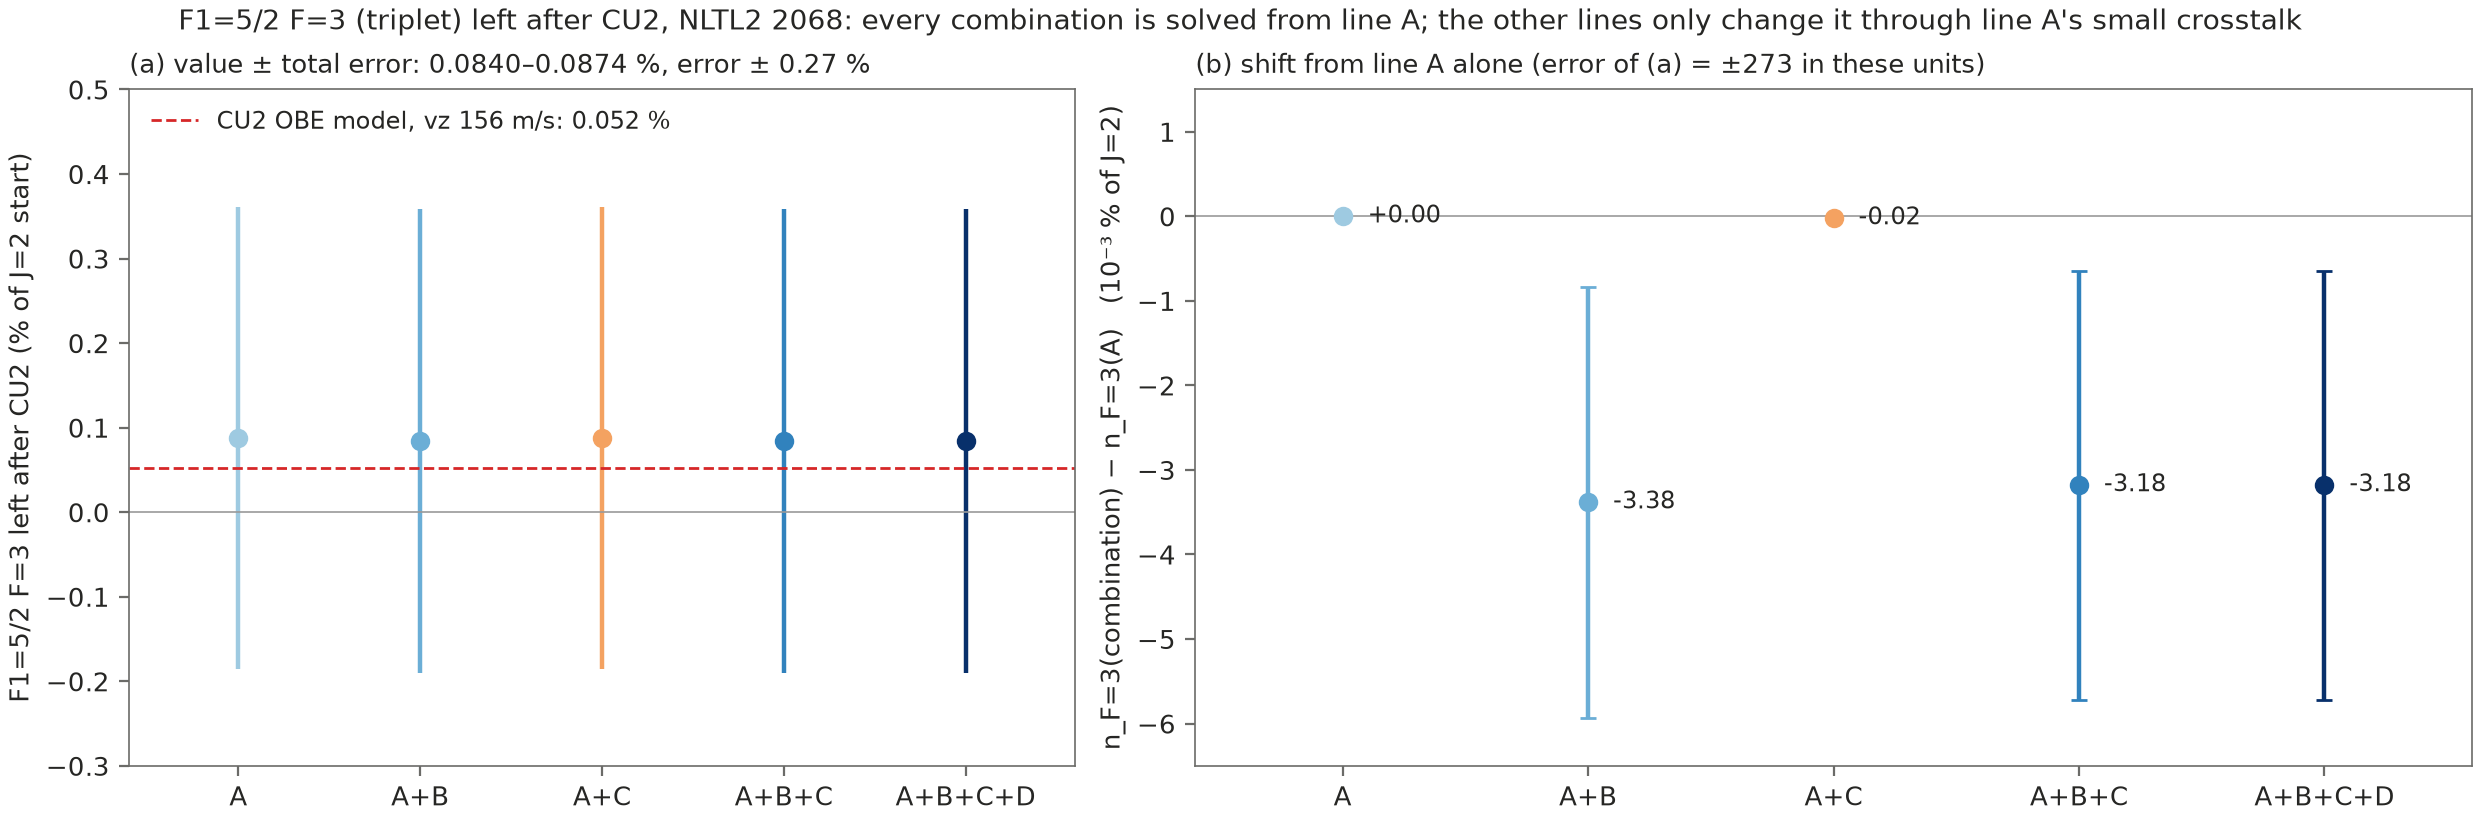 F1=5/2 F=3 (triplet) left after CU2, NLTL2 2068: every combination is solved from line A; the other lines only change it through line A's small crosstalk
(a) value ± total error: 0.0840–0.0874 %, error ± 0.27 %
F1=5/2 F=3 left after CU2 (% of J=2 start)
0.5
0.4
0.3
0.2
0.1
0.0
−0.1
−0.2
−0.3
CU2 OBE model, vz 156 m/s: 0.052 %
A
A+B
A+C
A+B+C
A+B+C+D
(b) shift from line A alone (error of (a) = ±273 in these units)
n_F=3(combination) − n_F=3(A)   (10⁻³ % of J=2)
1
0
−1
−2
−3
−4
−5
−6
+0.00
-3.38
-0.02
-3.18
-3.18
A
A+B
A+C
A+B+C
A+B+C+D